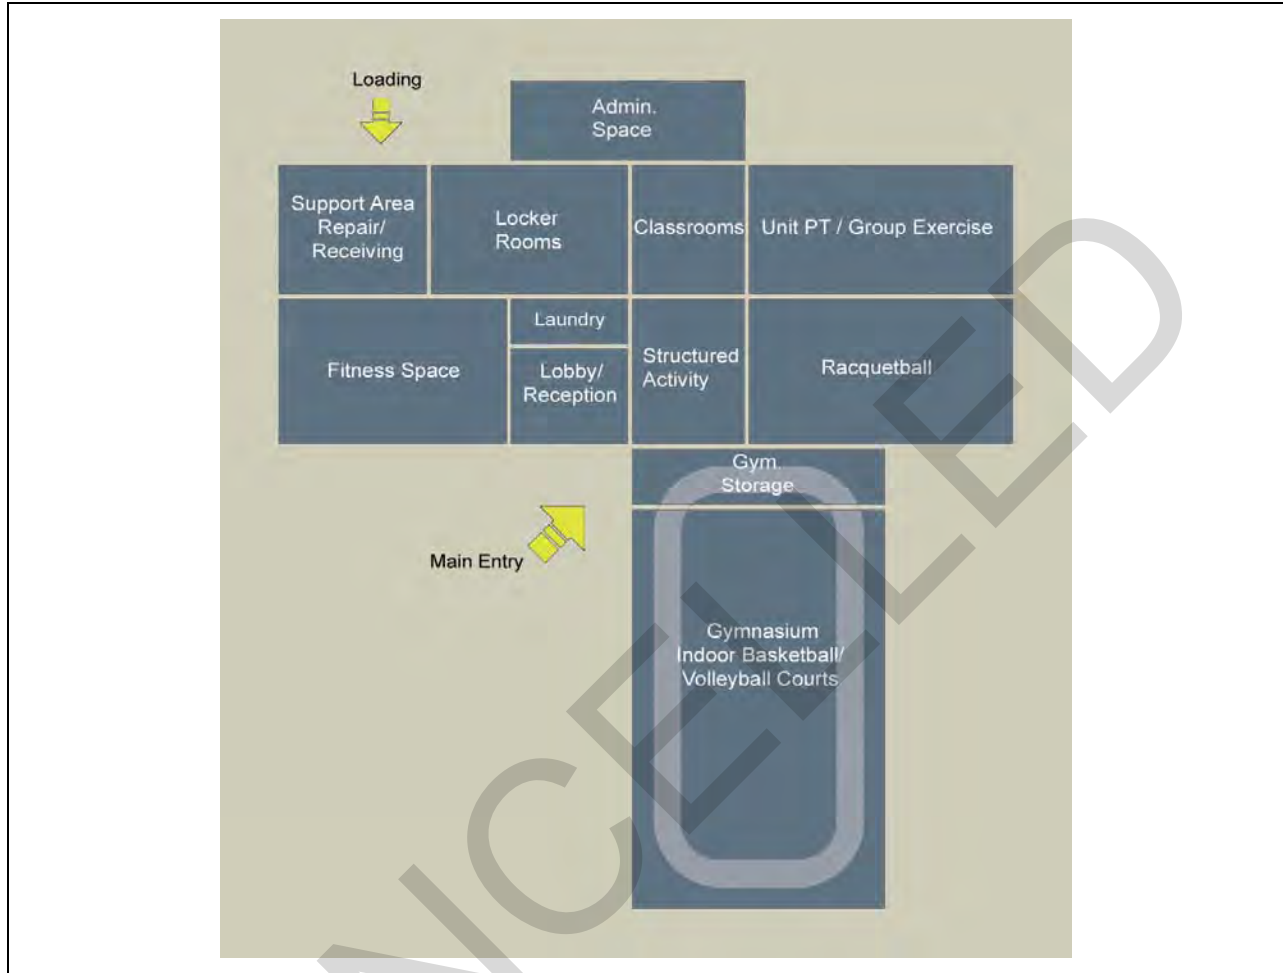 Loading
Admin.
Space
Support Area
Repair/
Receiving
Locker
Rooms
Classrooms
Unit PT / Group Exercise
Fitness Space
Laundry
Lobby/
Reception
Structured
Activity
Racquetball
Gym.
Storage
Main Entry
Gymnasium
Indoor Basketball/
Volleyball Courts
NCELLED